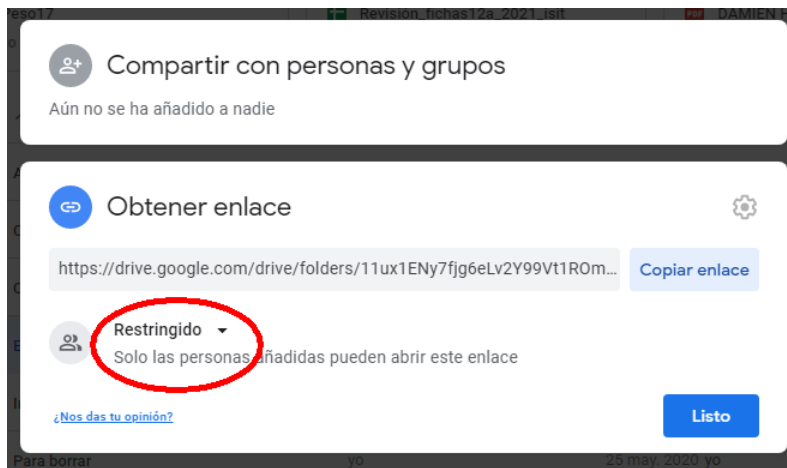 eso17 Revisión_fichas12a_2021_isit PDF DAMIEN
Compartir con personas y grupos
Aún no se ha añadido a nadie
Obtener enlace
https://drive.google.com/drive/folders/11ux1ENy7fjg6eLv2Y99Vt1ROm...
Copiar enlace
Restringido
Solo las personas añadidas pueden abrir este enlace
¿Nos das tu opinión?
Listo
Para borrar yo 25 may. 2020 yo